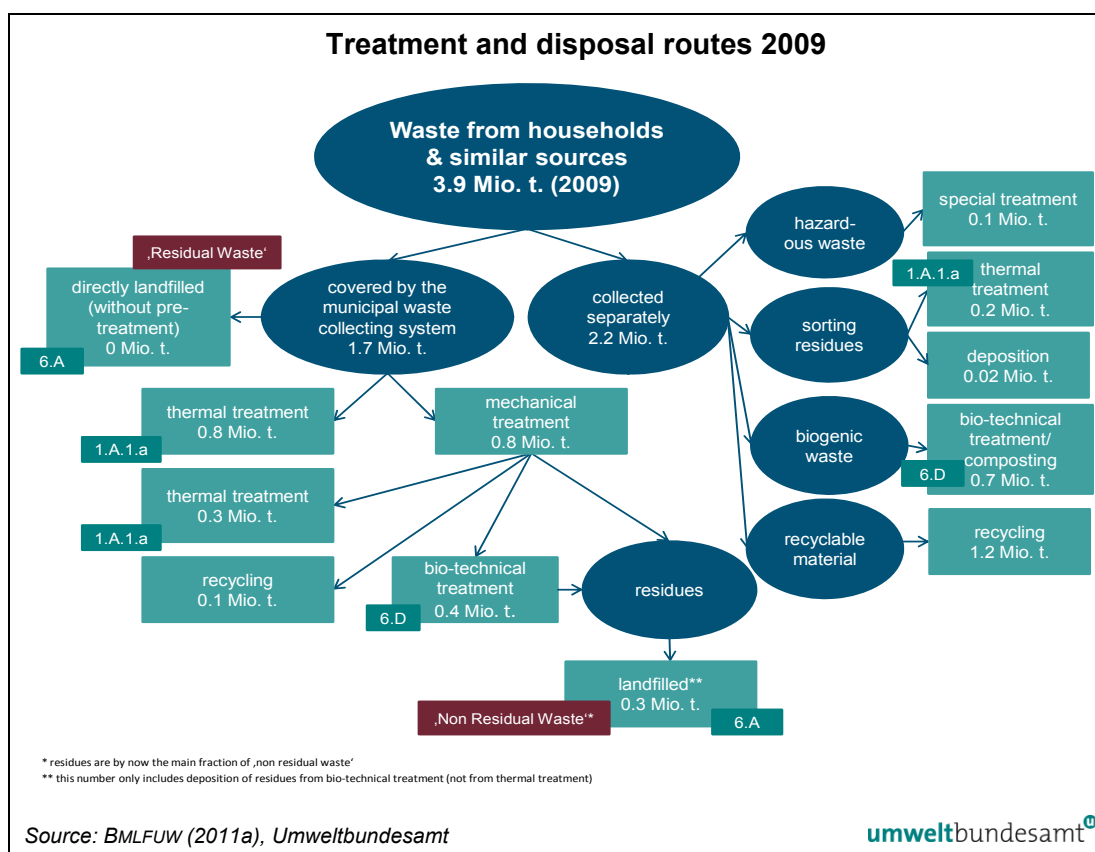 Treatment and disposal routes 2009
Waste from households
& similar sources
3.9 Mio. t. (2009)
‚Residual Waste‘
directly landfilled
(without pre-
treatment)
0 Mio. t.
6.A
covered by the
municipal waste
collecting system
1.7 Mio. t.
collected
separately
2.2 Mio. t.
hazard-
ous waste
special treatment
0.1 Mio. t.
sorting
residues
1.A.1.a
thermal
treatment
0.2 Mio. t.
deposition
0.02 Mio. t.
biogenic
waste
bio-technical
treatment/
composting
0.7 Mio. t.
6.D
recyclable
material
recycling
1.2 Mio. t.
thermal treatment
0.8 Mio. t.
1.A.1.a
mechanical
treatment
0.8 Mio. t.
thermal treatment
0.3 Mio. t.
1.A.1.a
recycling
0.1 Mio. t.
bio-technical
treatment
0.4 Mio. t.
6.D
residues
landfilled**
0.3 Mio. t.
‚Non Residual Waste‘*
6.A
* residues are by now the main fraction of ‚non residual waste‘
** this number only includes deposition of residues from bio-technical treatment (not from thermal treatment)
Source: BMLFUW (2011a), Umweltbundesamt
umweltbundesamt
u